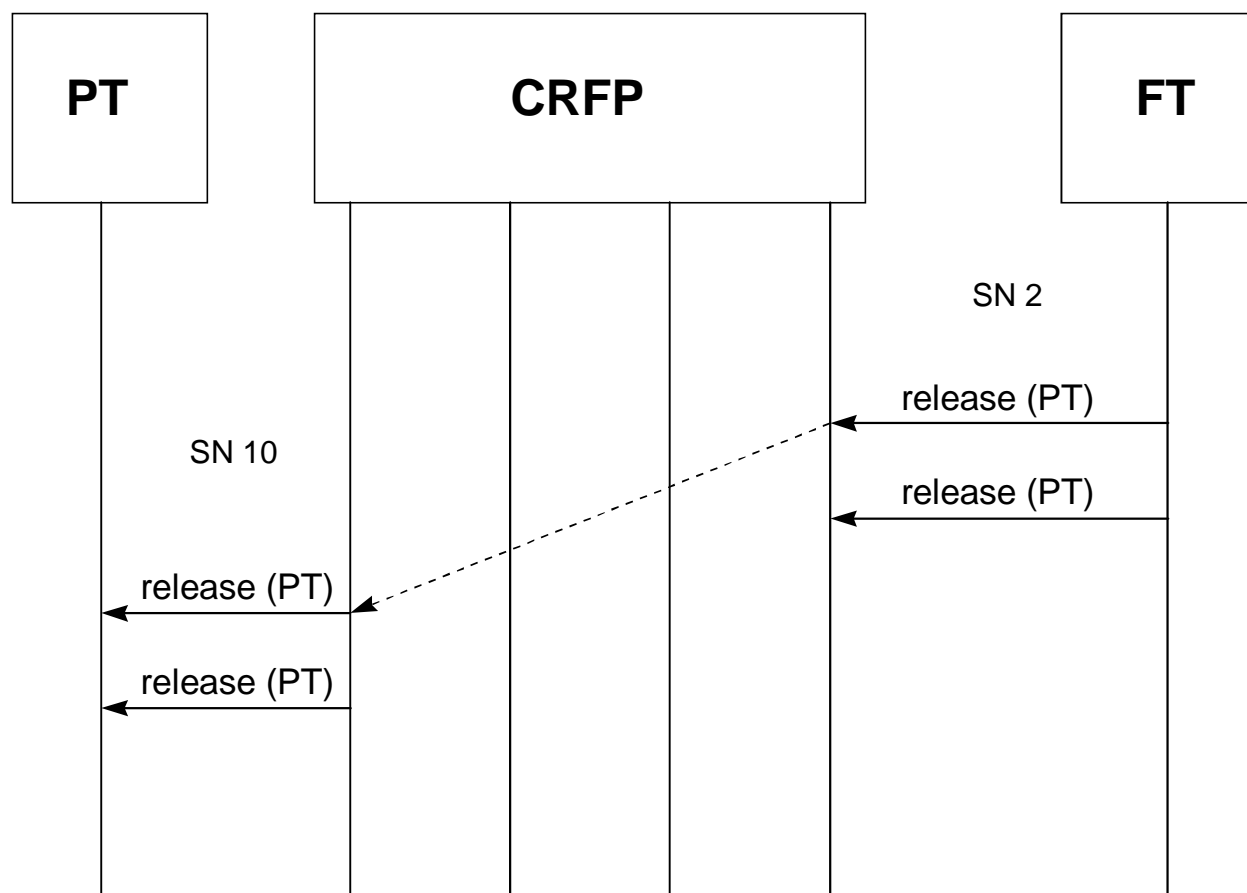 PT
CRFP
FT
SN 2
release (PT)
SN 10
release (PT)
release (PT)
release (PT)